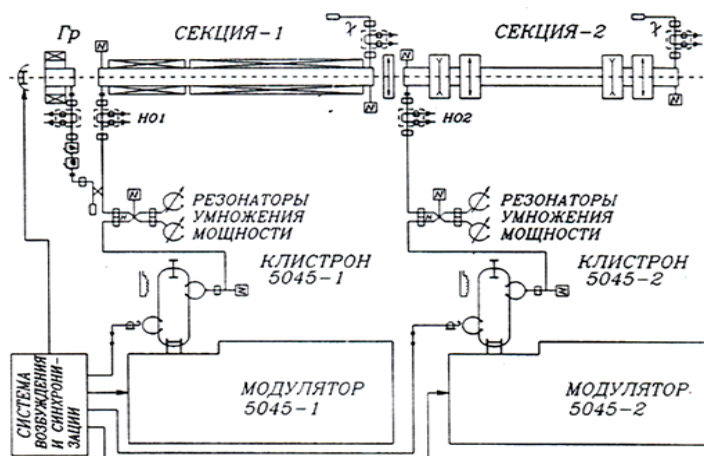 Гр
СЕКЦИЯ-1
χ
СЕКЦИЯ-2
χ
НО1
НО2
РЕЗОНАТОРЫ
УМНОЖЕНИЯ
МОЩНОСТИ
РЕЗОНАТОРЫ
УМНОЖЕНИЯ
МОЩНОСТИ
КЛИСТРОН
5045-1
КЛИСТРОН
5045-2
СИСТЕМА
ВОЗБУЖДЕНИЯ
И СИНХРОНИ-
ЗАЦИИ
МОДУЛЯТОР
5045-1
МОДУЛЯТОР
5045-2